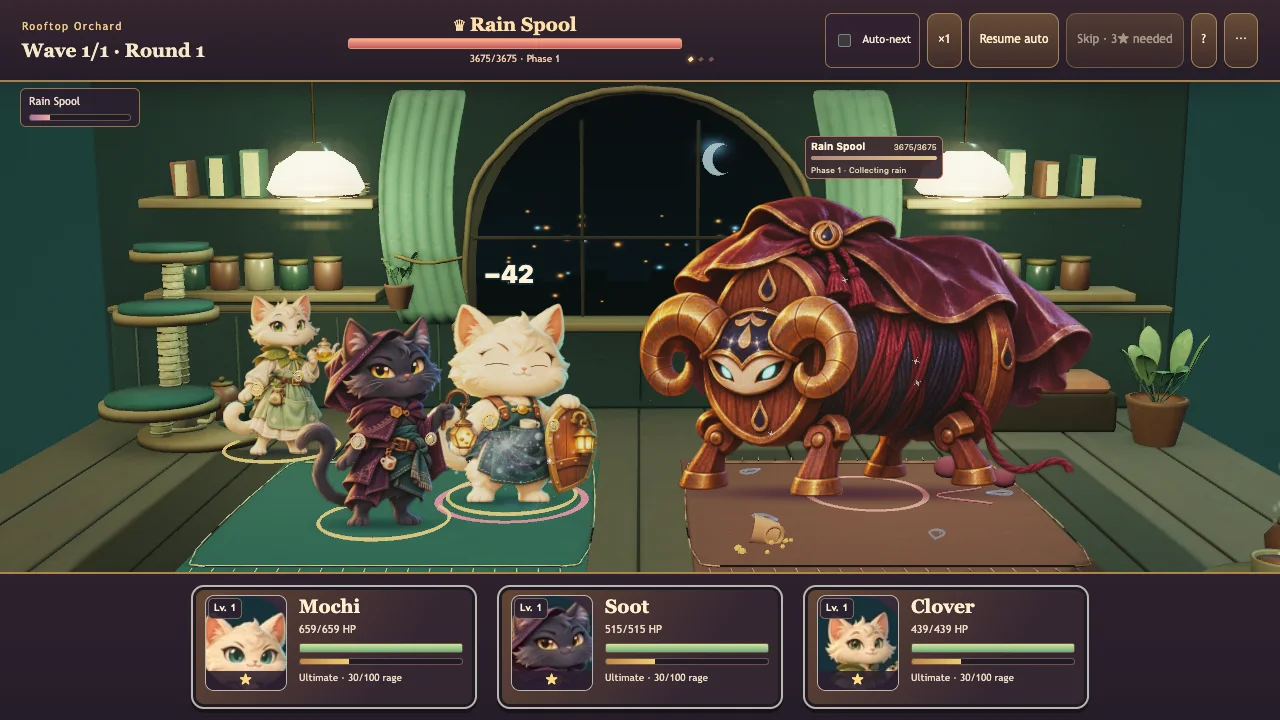 Rooftop Orchard
Wave 1/1 · Round 1
♛ Rain Spool
3675/3675 · Phase 1
Auto-next
×1
Resume auto
Skip · 3★ needed
?
...
Rain Spool
Rain Spool 3675/3675
Phase 1 · Collecting rain
−42
Lv. 1
Mochi
659/659 HP
Ultimate · 30/100 rage
Lv. 1
Soot
515/515 HP
Ultimate · 30/100 rage
Lv. 1
Clover
439/439 HP
Ultimate · 30/100 rage